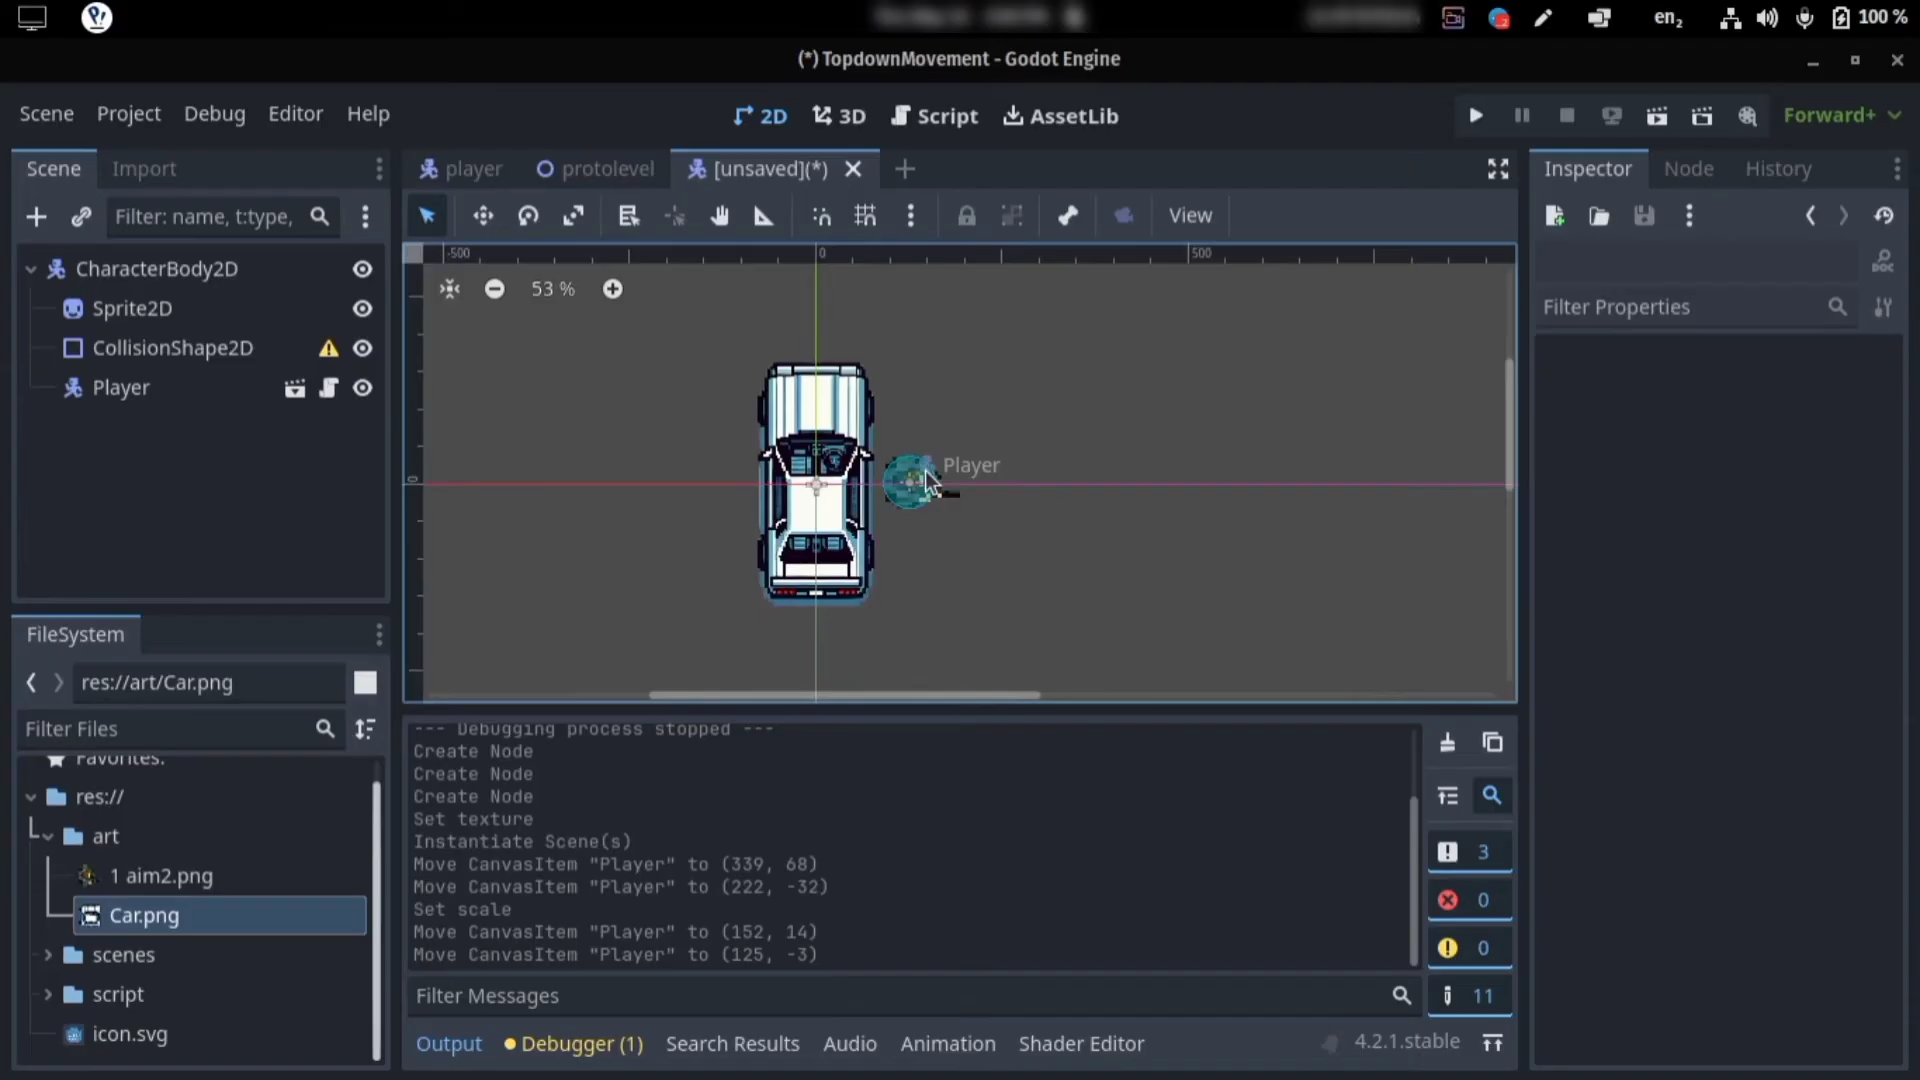 en2
100 %
(*) TopdownMovement - Godot Engine
Scene Project Debug Editor Help
2D 3D Script AssetLib
Forward+
Scene Import
player protolevel [unsaved](*)
Inspector Node History
Filter: name, t:type,
View
-500 0 500
CharacterBody2D
Sprite2D
CollisionShape2D
Player
53 %
0
Player
Filter Properties
DOC
FileSystem
res://art/Car.png
Filter Files
Favorites:
res://
art
1 aim2.png
Car.png
scenes
script
icon.svg
--- Debugging process stopped ---
Create Node
Create Node
Create Node
Set texture
Instantiate Scene(s)
Move CanvasItem "Player" to (339, 68)
Move CanvasItem "Player" to (222, -32)
Set scale
Move CanvasItem "Player" to (152, 14)
Move CanvasItem "Player" to (125, -3)
3
0
0
11
Filter Messages
Output Debugger (1) Search Results Audio Animation Shader Editor
4.2.1.stable